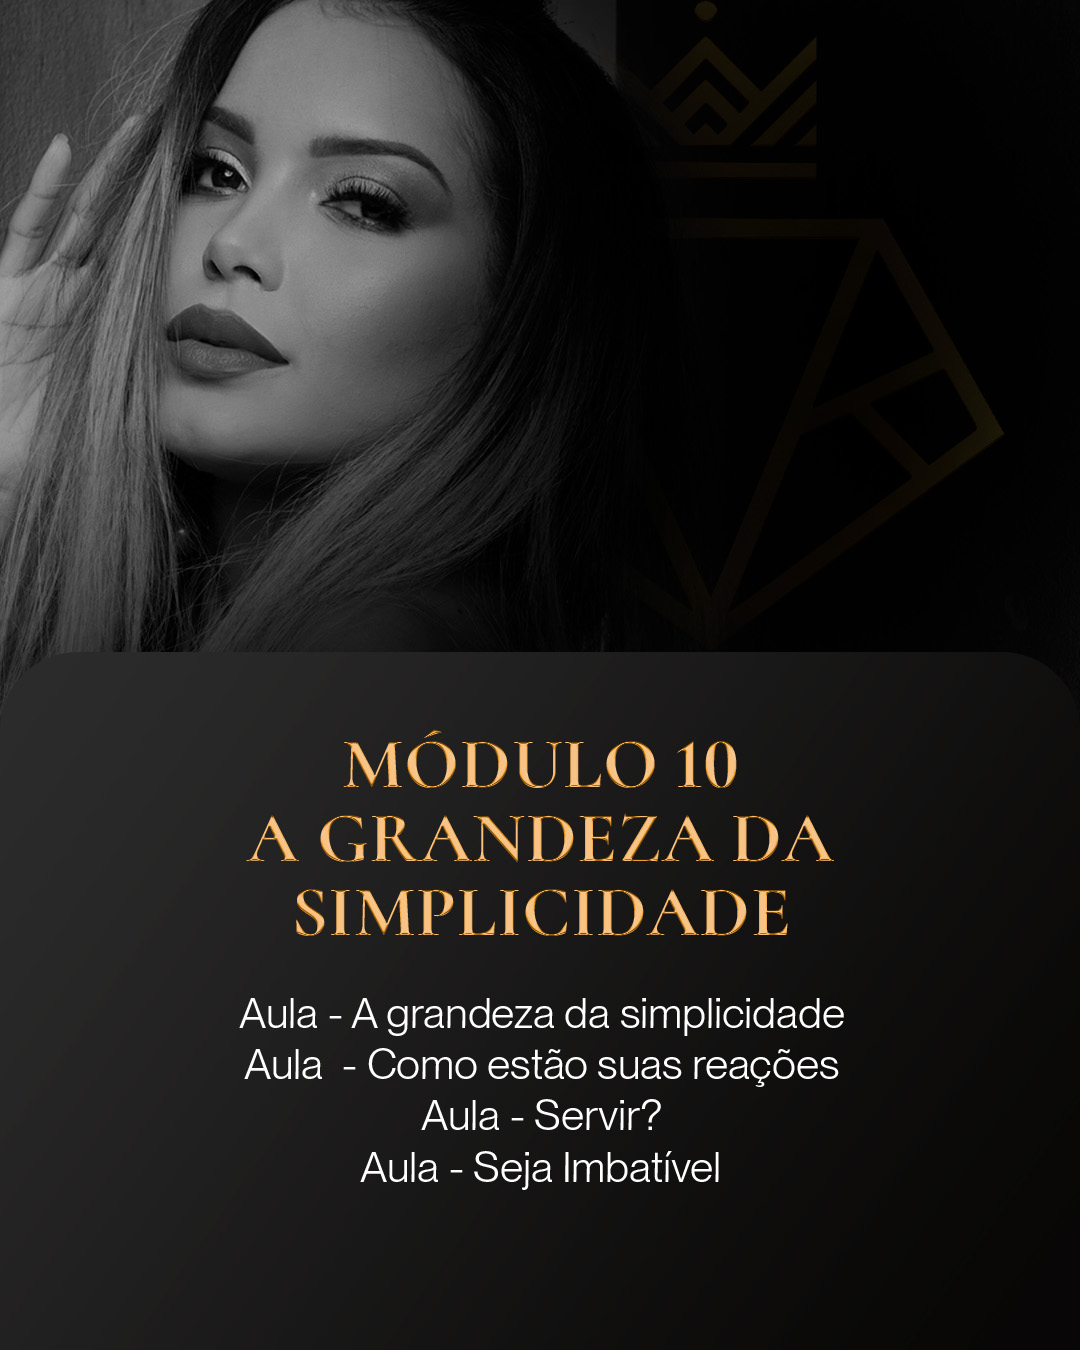 MÓDULO 10
A GRANDEZA DA
SIMPLICIDADE
Aula - A grandeza da simplicidade
Aula  - Como estão suas reações
Aula - Servir?
Aula - Seja Imbatível